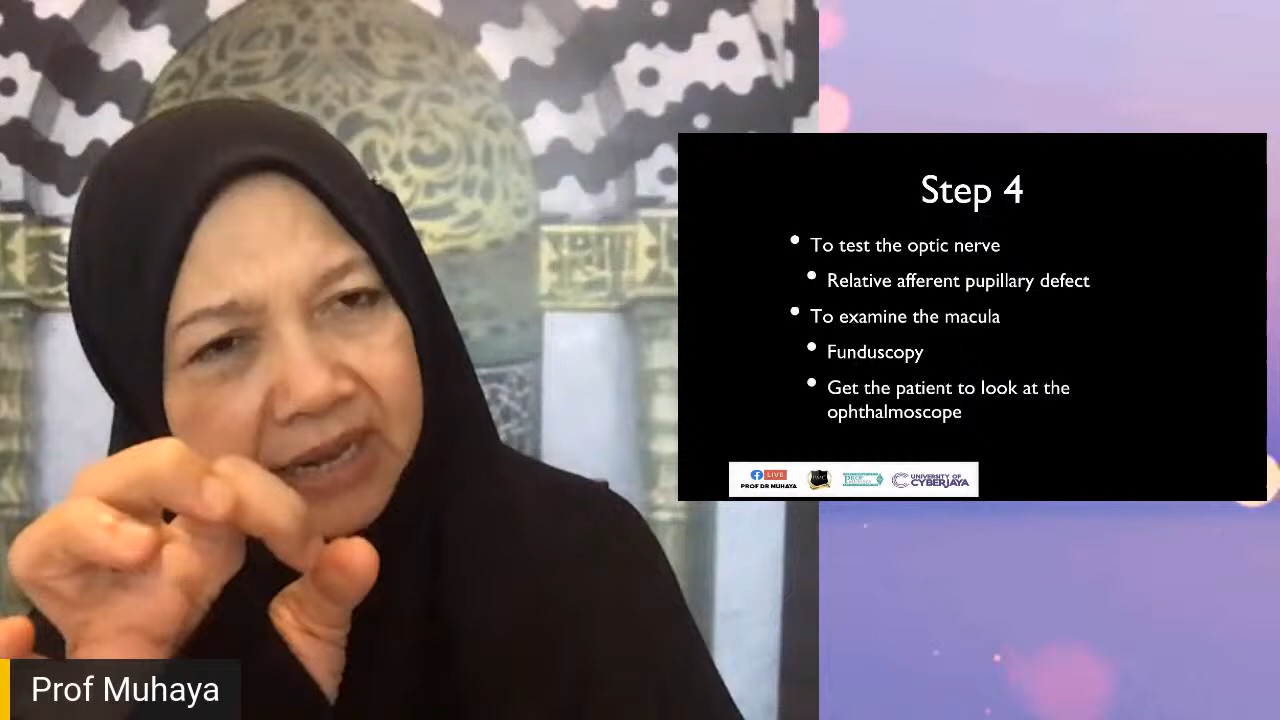 Step 4
To test the optic nerve
Relative afferent pupillary defect
To examine the macula
Funduscopy
Get the patient to look at the
ophthalmoscope
LIVE
PROF DR MUHAYA
PROF
UNIVERSITY OF
CYBERJAYA
Prof Muhaya